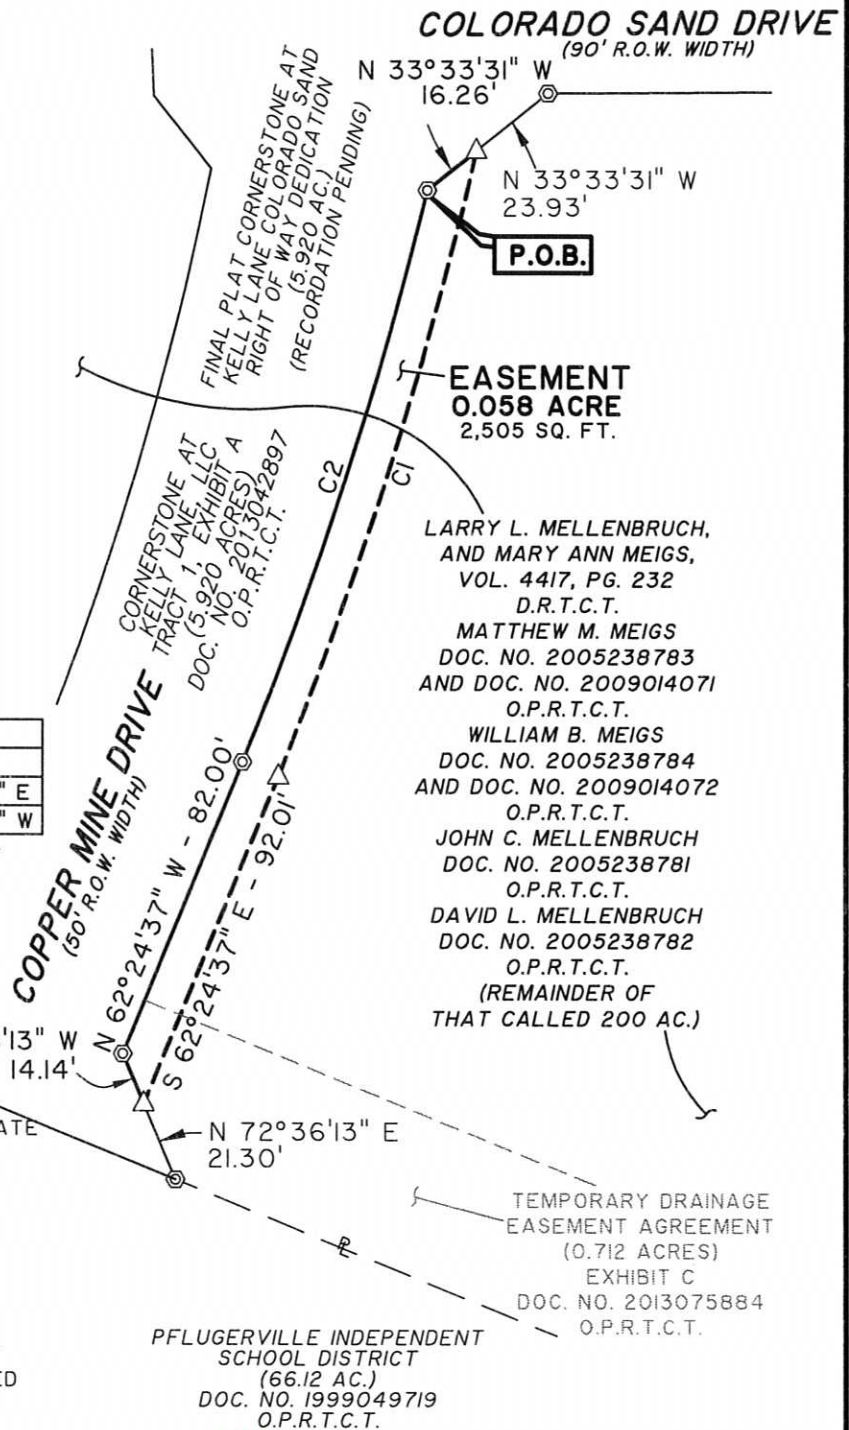 COLORADO SAND DRIVE
(90' R.O.W. WIDTH)
N 33°33'31" W
16.26'
N 33°33'31" W
23.93'
P.O.B.
FINAL PLAT CORNERSTONE AT
KELLY LANE COLORADO SAND
RIGHT OF WAY DEDICATION
(5.920 AC.)
(RECORDATION PENDING)
EASEMENT
0.058 ACRE
2,505 SQ. FT.
C2
C1
CORNERSTONE AT
KELLY LANE, LLC
TRACT 1, EXHIBIT A
(5.920 ACRES)
DOC. NO. 2013042897
O.P.R.T.C.T.
LARRY L. MELLENBRUCH,
AND MARY ANN MEIGS,
VOL. 4417, PG. 232
D.R.T.C.T.
MATTHEW M. MEIGS
DOC. NO. 2005238783
AND DOC. NO. 2009014071
O.P.R.T.C.T.
WILLIAM B. MEIGS
DOC. NO. 2005238784
AND DOC. NO. 2009014072
O.P.R.T.C.T.
JOHN C. MELLENBRUCH
DOC. NO. 2005238781
O.P.R.T.C.T.
DAVID L. MELLENBRUCH
DOC. NO. 2005238782
O.P.R.T.C.T.
(REMAINDER OF
THAT CALLED 200 AC.)
" E
" W
COPPER MINE DRIVE
(50' R.O.W. WIDTH)
N 62°24'37" W - 82.00'
S 62°24'37" E - 92.01'
'13" W
14.14'
ATE
N 72°36'13" E
21.30'
PL
TEMPORARY DRAINAGE
EASEMENT AGREEMENT
(0.712 ACRES)
EXHIBIT C
DOC. NO. 2013075884
O.P.R.T.C.T.
PFLUGERVILLE INDEPENDENT
SCHOOL DISTRICT
(66.12 AC.)
DOC. NO. 1999049719
O.P.R.T.C.T.
ED